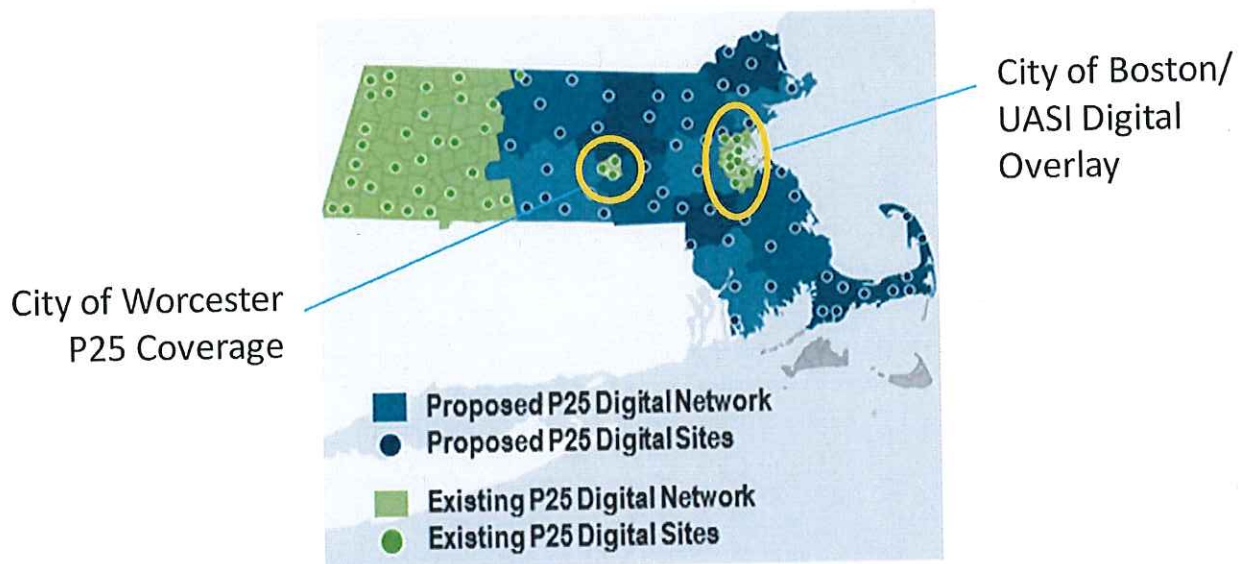 City of Boston/
UASI Digital
Overlay
City of Worcester
P25 Coverage
Proposed P25 Digital Network
Proposed P25 Digital Sites
Existing P25 Digital Network
Existing P25 Digital Sites